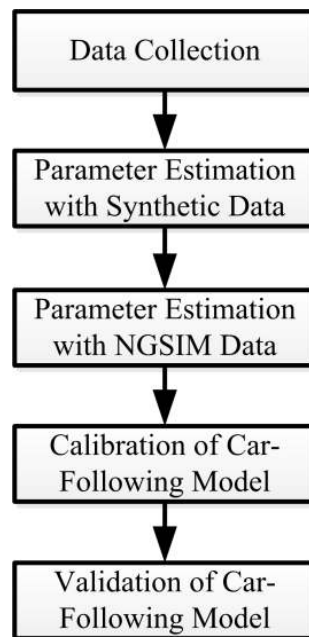 Data Collection
Parameter Estimation
with Synthetic Data
Parameter Estimation
with NGSIM Data
Calibration of Car-
Following Model
Validation of Car-
Following Model